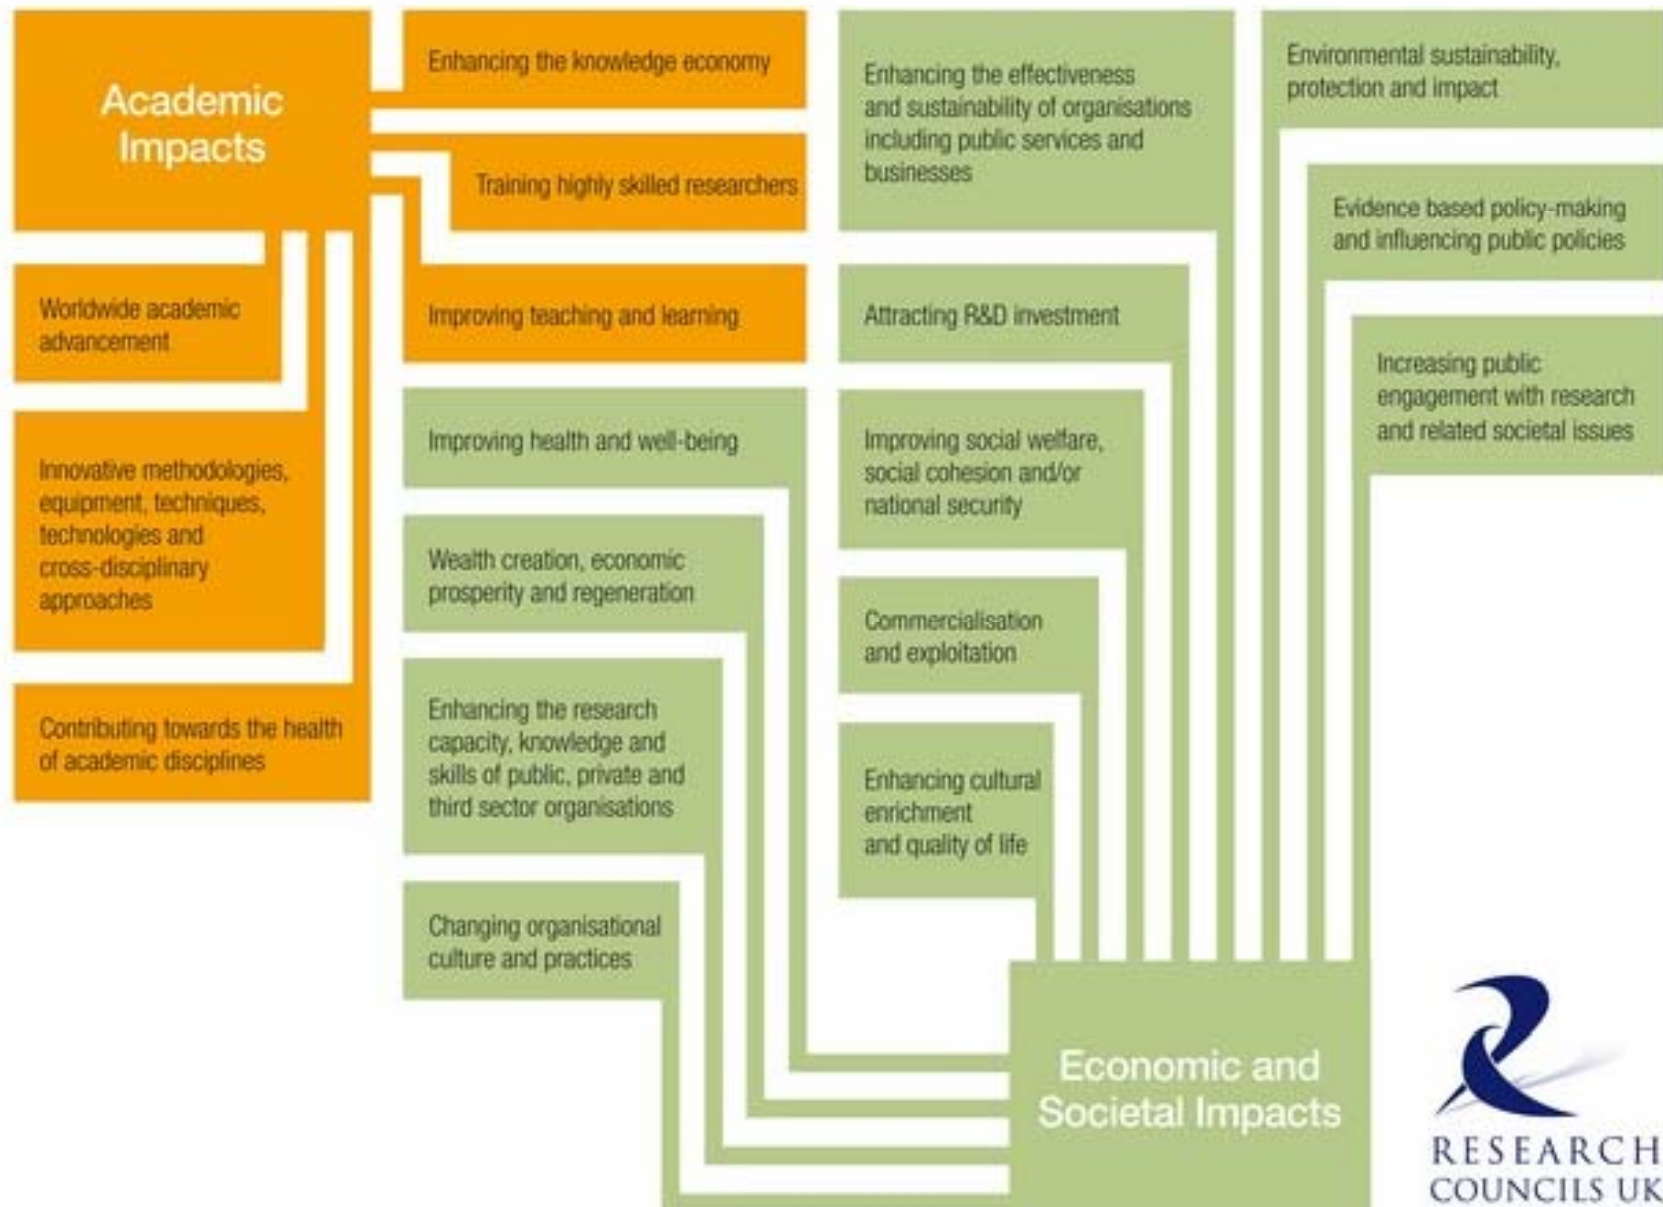 Academic
Impacts
Enhancing the knowledge economy
Training highly skilled researchers
Improving teaching and learning
Worldwide academic
advancement
Innovative methodologies,
equipment, techniques,
technologies and
cross-disciplinary
approaches
Contributing towards the health
of academic disciplines
Improving health and well-being
Wealth creation, economic
prosperity and regeneration
Enhancing the research
capacity, knowledge and
skills of public, private and
third sector organisations
Changing organisational
culture and practices
Enhancing the effectiveness
and sustainability of organisations
including public services and
businesses
Attracting R&D investment
Improving social welfare,
social cohesion and/or
national security
Commercialisation
and exploitation
Enhancing cultural
enrichment
and quality of life
Environmental sustainability,
protection and impact
Evidence based policy-making
and influencing public policies
Increasing public
engagement with research
and related societal issues
Economic and
Societal Impacts
RESEARCH
COUNCILS UK